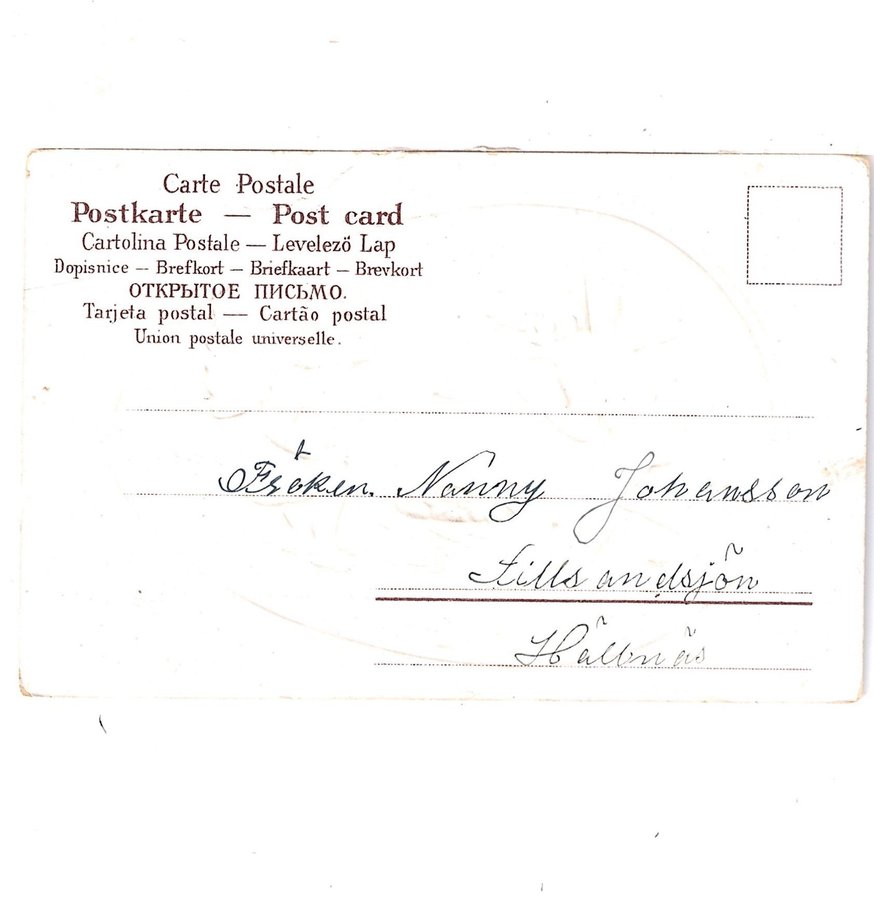 Carte Postale
Postkarte — Post card
Cartolina Postale — Levelező Lap
Dopisnice — Brefkort — Briefkaart — Brevkort
ОТКРЫТОЕ ПИСЬМО.
Tarjeta postal — Cartão postal
Union postale universelle.
Fröken. Nanny Johansson
Lillsandsjön
Hällnäs